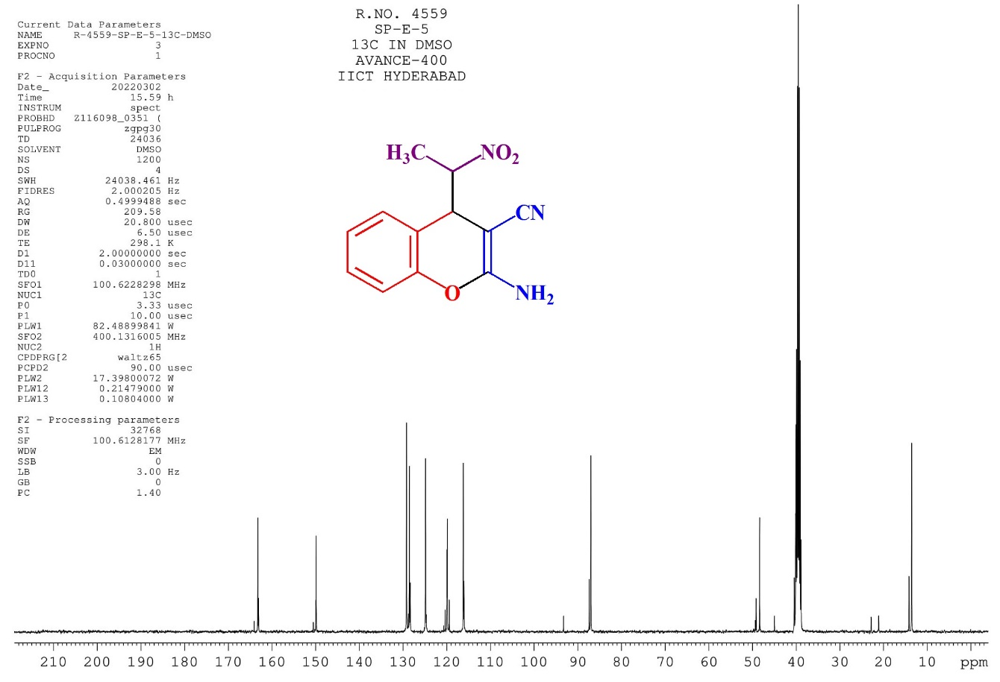 Current Data Parameters
NAME R-4559-SP-E-5-13C-DMSO
EXPNO 3
PROCNO 1
F2 - Acquisition Parameters
Date_ 20220302
Time 15.59 h
INSTRUM spect
PROBHD Z116098_0351 (
PULPROG zgpg30
TD 24036
SOLVENT DMSO
NS 1200
DS 4
SWH 24038.461 Hz
FIDRES 2.000205 Hz
AQ 0.4999488 sec
RG 209.58
DW 20.800 usec
DE 6.50 usec
TE 298.1 K
D1 2.00000000 sec
D11 0.03000000 sec
TD0 1
SFO1 100.6228298 MHz
NUC1 13C
P0 3.33 usec
P1 10.00 usec
PLW1 82.48899841 W
SFO2 400.1316005 MHz
NUC2 1H
CPDPRG[2 waltz65
PCPD2 90.00 usec
PLW2 17.39800072 W
PLW12 0.21479000 W
PLW13 0.10804000 W
F2 - Processing parameters
SI 32768
SF 100.6128177 MHz
WDW EM
SSB 0
LB 3.00 Hz
GB 0
PC 1.40
R.NO. 4559
SP-E-5
13C IN DMSO
AVANCE-400
IICT HYDERABAD
H3C NO2
CN
O NH2
210 200 190 180 170 160 150 140 130 120 110 100 90 80 70 60 50 40 30 20 10 ppm